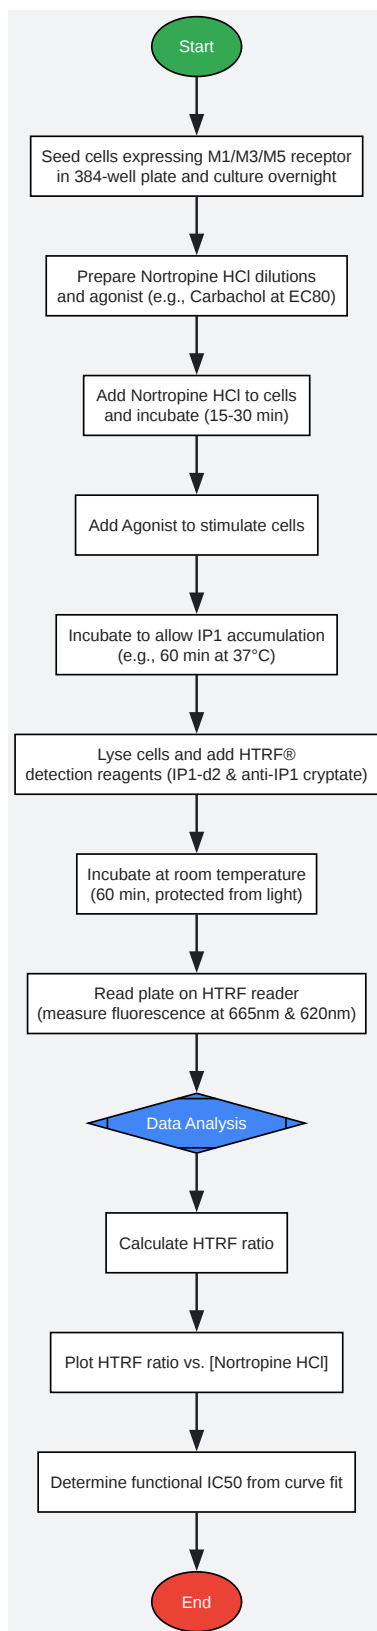 Start
Seed cells expressing M1/M3/M5 receptor
in 384-well plate and culture overnight
Prepare Nortropine HCl dilutions
and agonist (e.g., Carbachol at EC80)
Add Nortropine HCl to cells
and incubate (15-30 min)
Add Agonist to stimulate cells
Incubate to allow IP1 accumulation
(e.g., 60 min at 37°C)
Lyse cells and add HTRF®
detection reagents (IP1-d2 & anti-IP1 cryptate)
Incubate at room temperature
(60 min, protected from light)
Read plate on HTRF reader
(measure fluorescence at 665nm & 620nm)
Data Analysis
Calculate HTRF ratio
Plot HTRF ratio vs. [Nortropine HCl]
Determine functional IC50 from curve fit
End